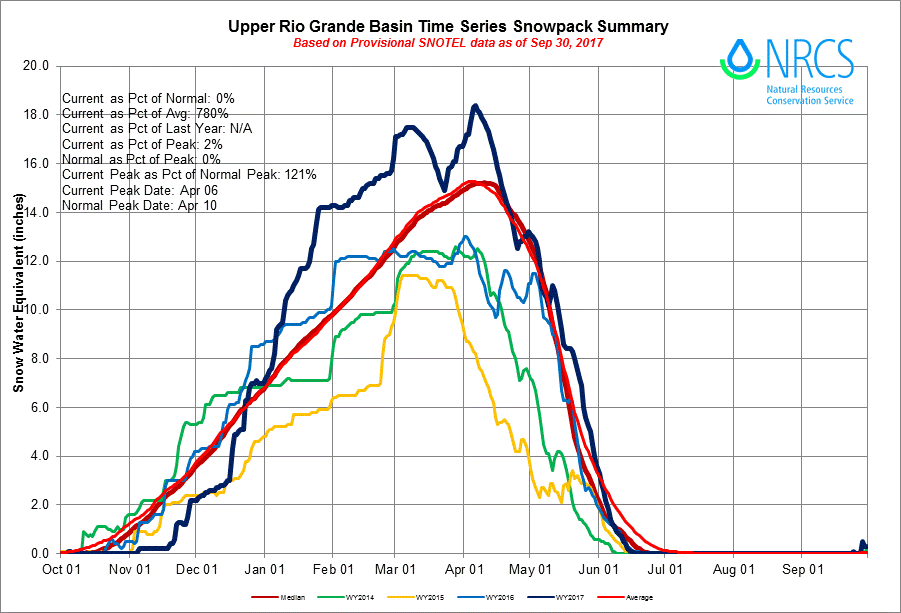 Upper Rio Grande Basin Time Series Snowpack Summary
Based on Provisional SNOTEL data as of Sep 30, 2017
NRCS
Natural Resources
Conservation Service
Current as Pct of Normal: 0%
Current as Pct of Avg: 780%
Current as Pct of Last Year: N/A
Current as Pct of Peak: 2%
Normal as Pct of Peak: 0%
Current Peak as Pct of Normal Peak: 121%
Current Peak Date: Apr 06
Normal Peak Date: Apr 10
Snow Water Equivalent (inches)
20.0
18.0
16.0
14.0
12.0
10.0
8.0
6.0
4.0
2.0
0.0
Oct 01 Nov 01 Dec 01 Jan 01 Feb 01 Mar 01 Apr 01 May 01 Jun 01 Jul 01 Aug 01 Sep 01
Median WY2014 WY2015 WY2016 WY2017 Average